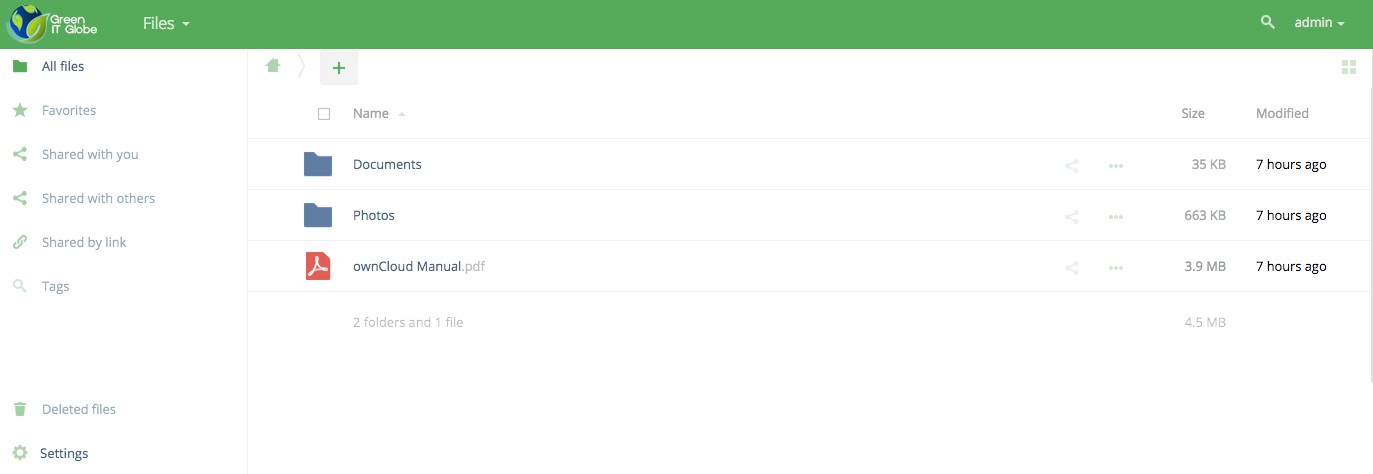 Green
IT Globe
Files
admin
All files
Favorites
Shared with you
Shared with others
Shared by link
Tags
Deleted files
Settings
Name Size Modified
Documents 35 KB 7 hours ago
Photos 663 KB 7 hours ago
ownCloud Manual.pdf 3.9 MB 7 hours ago
2 folders and 1 file 4.5 MB